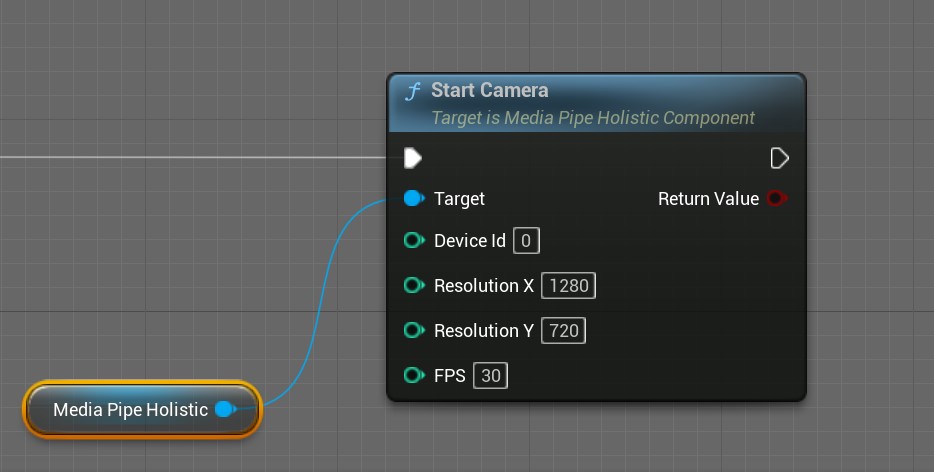 Start Camera
Target is Media Pipe Holistic Component
Target
Return Value
Device Id 0
Resolution X 1280
Resolution Y 720
FPS 30
Media Pipe Holistic